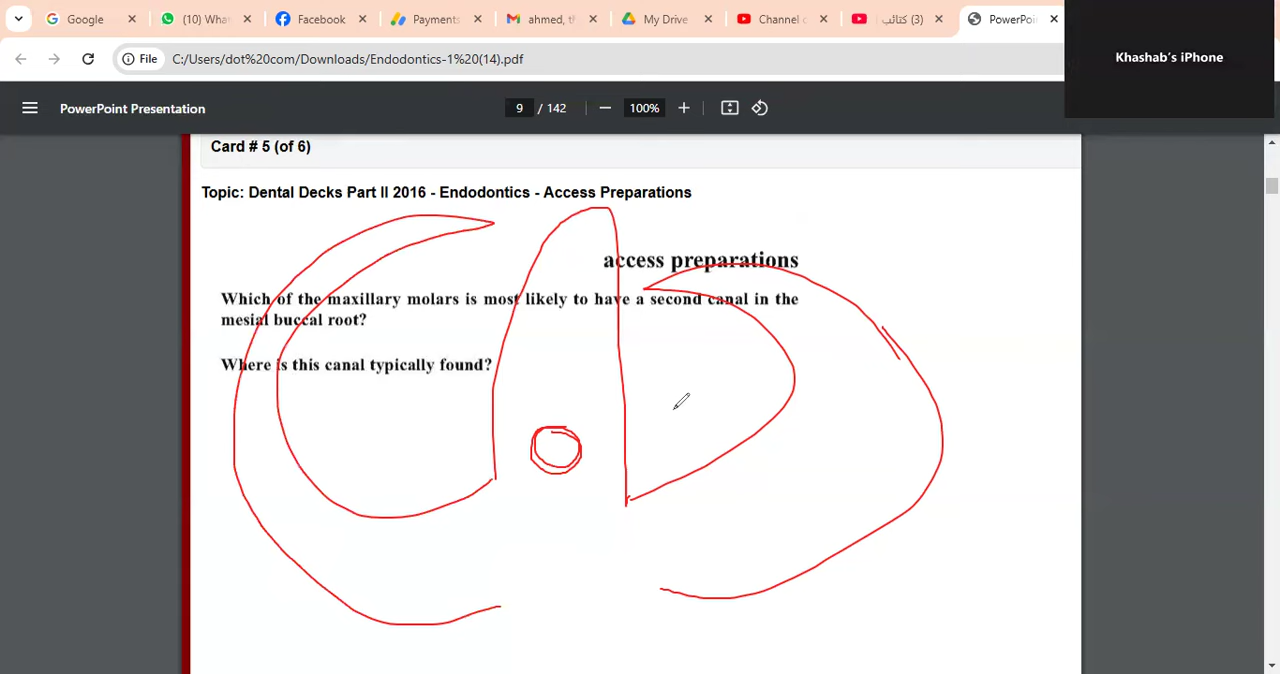 Google
(10) Wha
Facebook
Payments
ahmed, th
My Drive
Channel c
(3) كتائب
PowerPoi
Khashab's iPhone
File
C:/Users/dot%20com/Downloads/Endodontics-1%20(14).pdf
PowerPoint Presentation
9 / 142
100%
Card # 5 (of 6)
Topic: Dental Decks Part II 2016 - Endodontics - Access Preparations
access preparations
Which of the maxillary molars is most likely to have a second canal in the
mesial buccal root?
Where is this canal typically found?